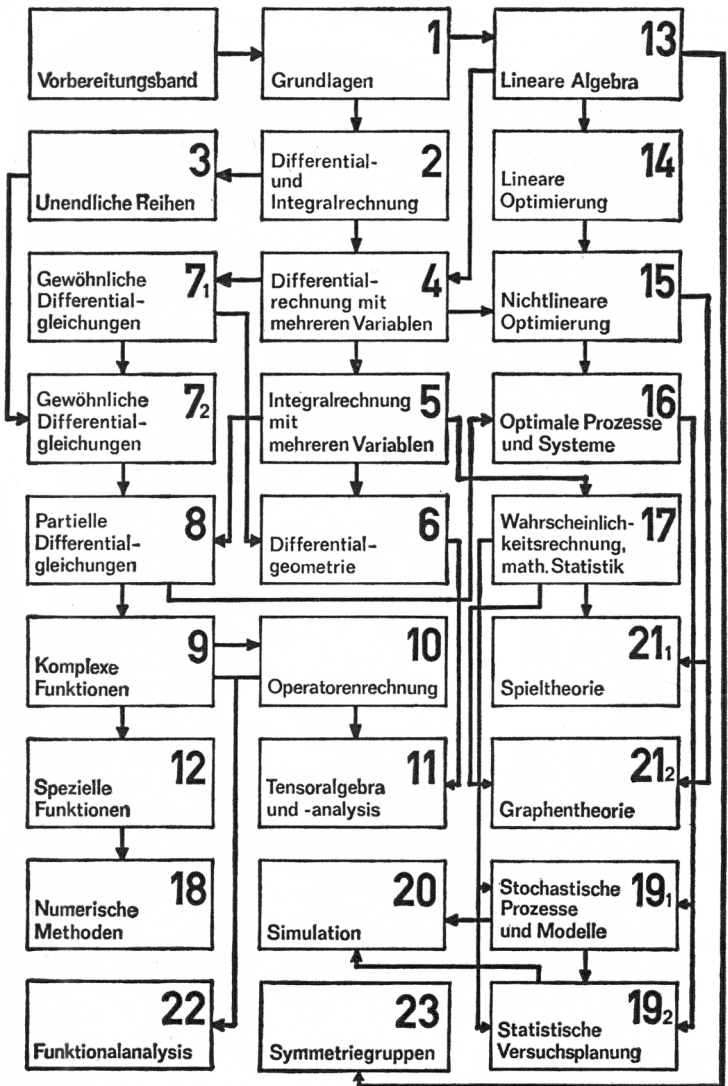 Vorbereitungsband
1
Grundlagen
13
Lineare Algebra
3
Unendliche Reihen
2
Differential-
und
Integralrechnung
14
Lineare
Optimierung
7₁
Gewöhnliche
Differential-
gleichungen
4
Differential-
rechnung mit
mehreren Variablen
15
Nichtlineare
Optimierung
7₂
Gewöhnliche
Differential-
gleichungen
5
Integralrechnung
mit
mehreren Variablen
16
Optimale Prozesse
und Systeme
8
Partielle
Differential-
gleichungen
6
Differential-
geometrie
17
Wahrscheinlich-
keitsrechnung,
math. Statistik
9
Komplexe
Funktionen
10
Operatorenrechnung
21₁
Spieltheorie
12
Spezielle
Funktionen
11
Tensoralgebra
und -analysis
21₂
Graphentheorie
18
Numerische
Methoden
20
Simulation
19₁
Stochastische
Prozesse
und Modelle
22
Funktionalanalysis
23
Symmetriegruppen
19₂
Statistische
Versuchsplanung